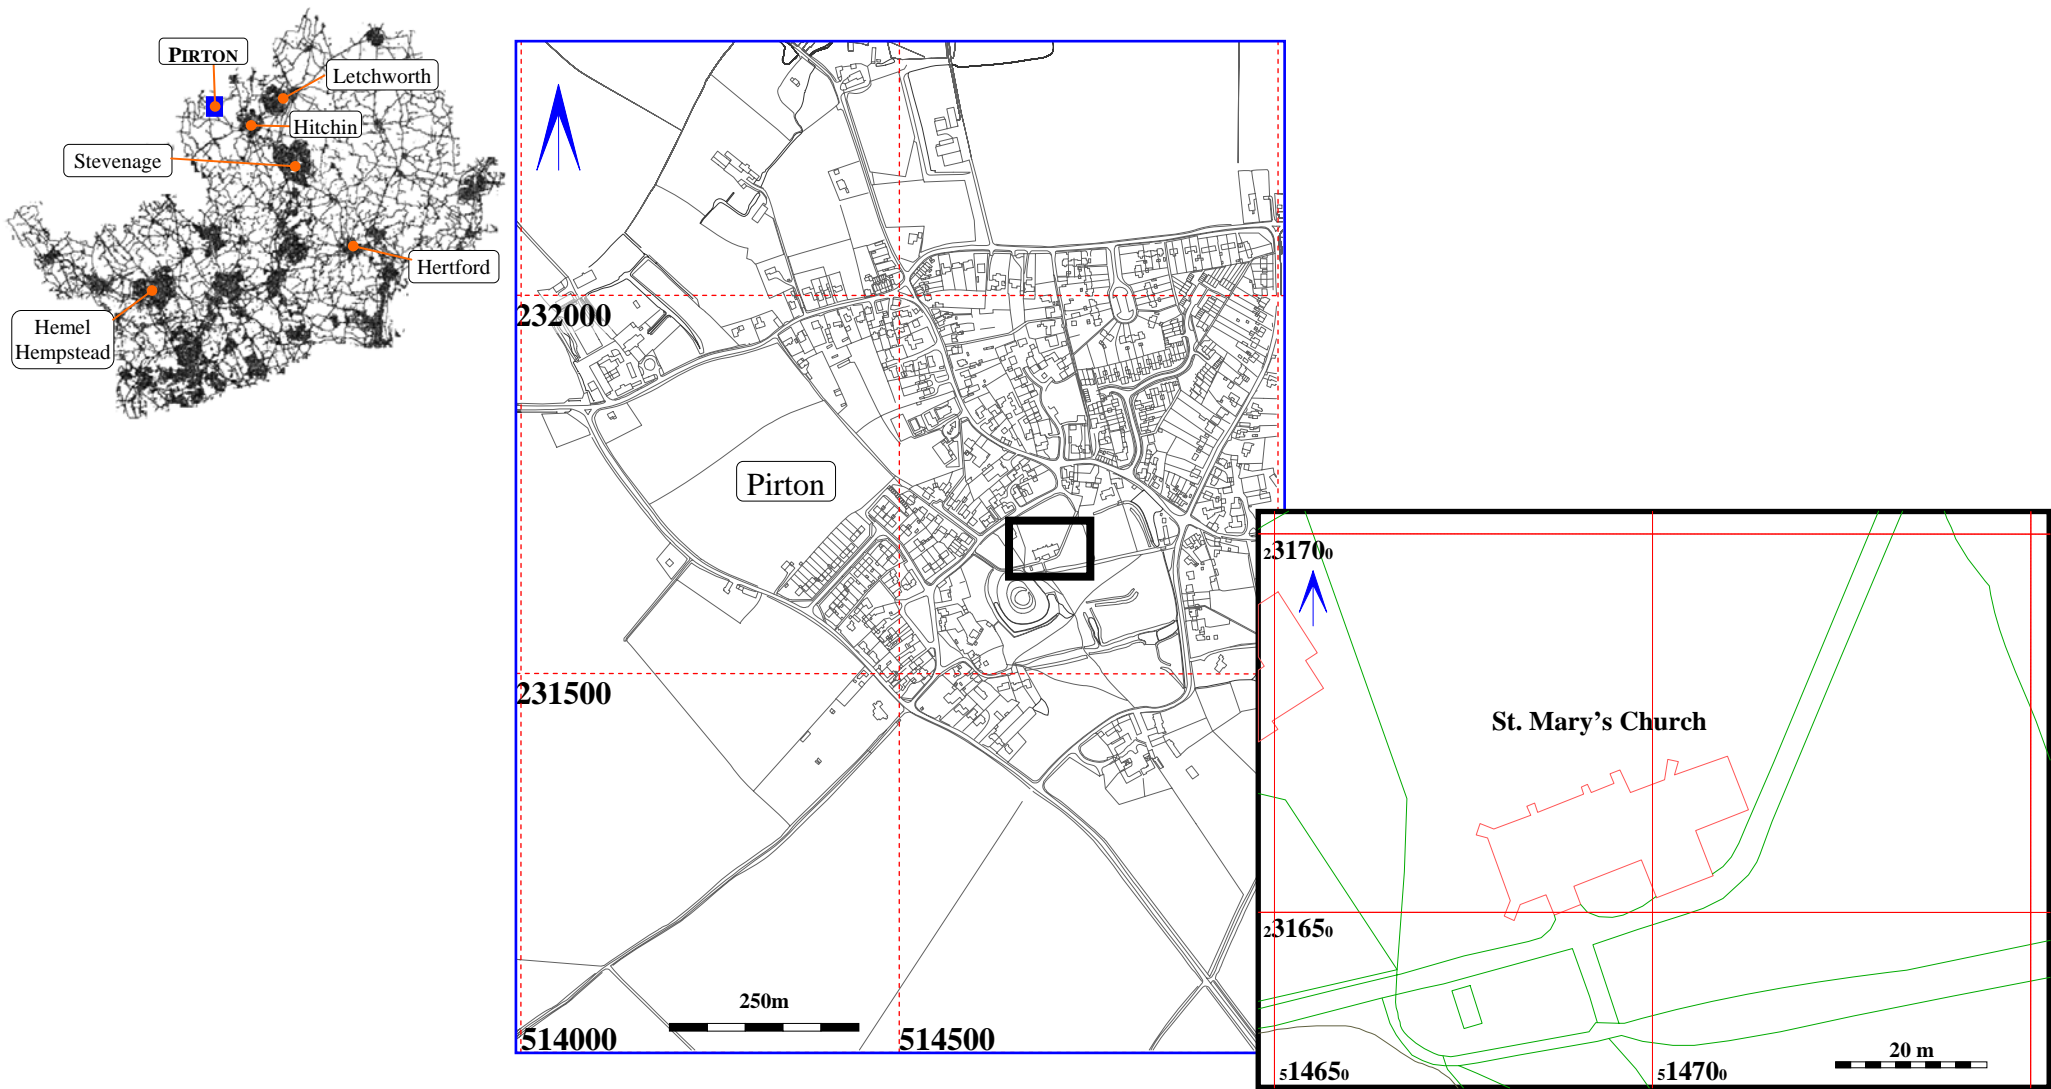 PIRTON
Letchworth
Hitchin
Stevenage
Hertford
Hemel
Hempstead
232000
Pirton
231500
250m
514000
514500
231700
St. Mary's Church
231650
20 m
514650
514700